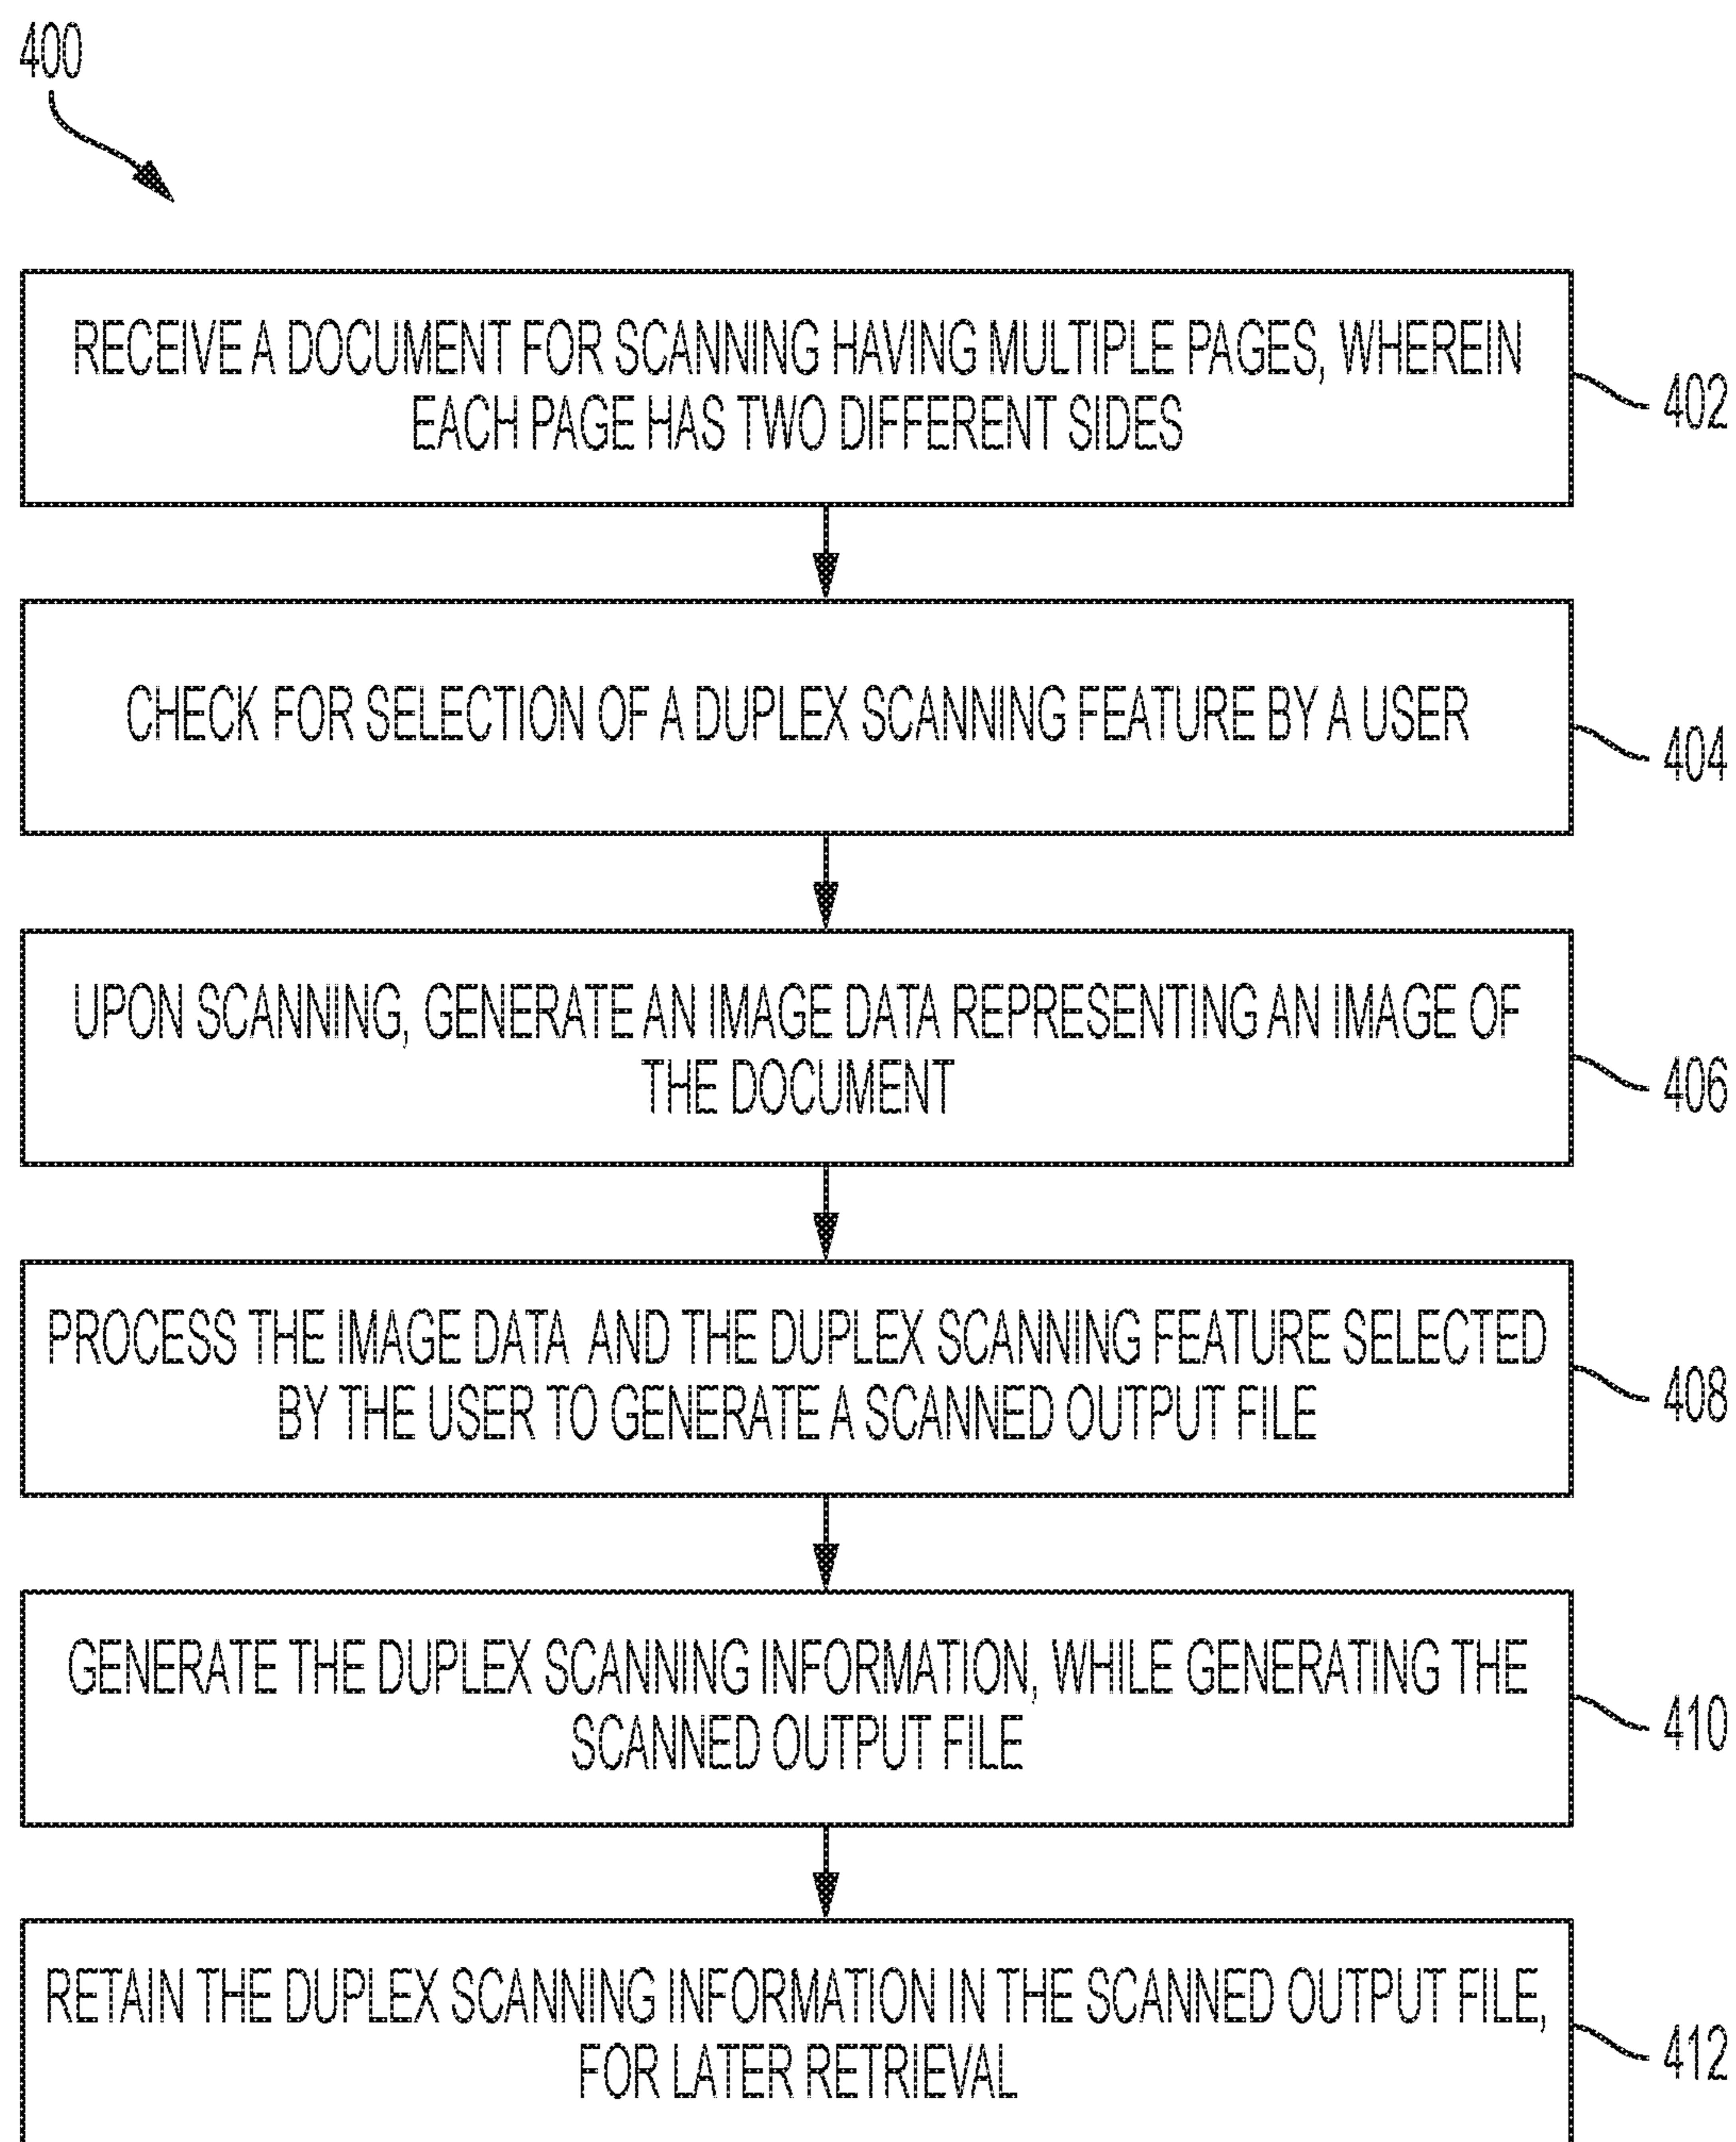 400
RECEIVE A DOCUMENT FOR SCANNING HAVING MULTIPLE PAGES, WHEREIN
EACH PAGE HAS TWO DIFFERENT SIDES
402
CHECK FOR SELECTION OF A DUPLEX SCANNING FEATURE BY A USER
404
UPON SCANNING, GENERATE AN IMAGE DATA REPRESENTING AN IMAGE OF
THE DOCUMENT
406
PROCESS THE IMAGE DATA AND THE DUPLEX SCANNING FEATURE SELECTED
BY THE USER TO GENERATE A SCANNED OUTPUT FILE
408
GENERATE THE DUPLEX SCANNING INFORMATION, WHILE GENERATING THE
SCANNED OUTPUT FILE
410
RETAIN THE DUPLEX SCANNING INFORMATION IN THE SCANNED OUTPUT FILE,
FOR LATER RETRIEVAL
412